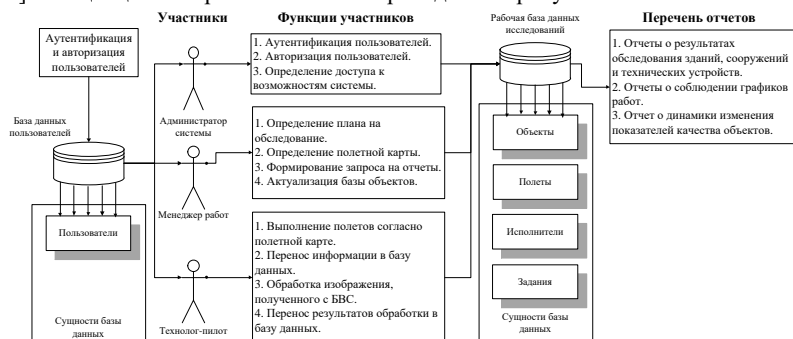 Участники
Функции участников
Рабочая база данных
исследований
Перечень отчетов
Аутентификация
и авторизация
пользователей
База данных
пользователей
Пользователи
Сущности базы
данных
Администратор
системы
Менеджер работ
Технолог-пилот
1. Аутентификация пользователей.
2. Авторизация пользователей.
3. Определение доступа к
возможностям системы.
1. Определение плана на
обследование.
2. Определение полетной карты.
3. Формирование запроса на отчеты.
4. Актуализация базы объектов.
1. Выполнение полетов согласно
полетной карте.
2. Перенос информации в базу
данных.
3. Обработка изображения,
полученного с БВС.
4. Перенос результатов обработки в
базу данных.
Объекты
Полеты
Исполнители
Задания
Сущности базы
данных
1. Отчеты о результатах
обследования зданий, сооружений
и технических устройств.
2. Отчеты о соблюдении графиков
работ.
3. Отчет о динамики изменения
показателей качества объектов.